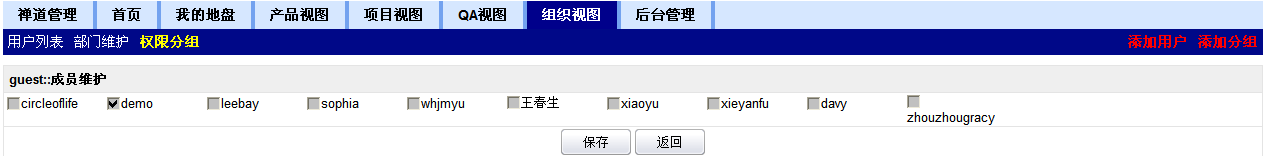 禅道管理 首页 我的地盘 产品视图 项目视图 QA视图 组织视图 后台管理
用户列表 部门维护 权限分组 添加用户 添加分组
guest::成员维护
circleoflife demo leebay sophia whjmyu 王春生 xiaoyu xieyanfu davy
zhouzhougracy
保存 返回